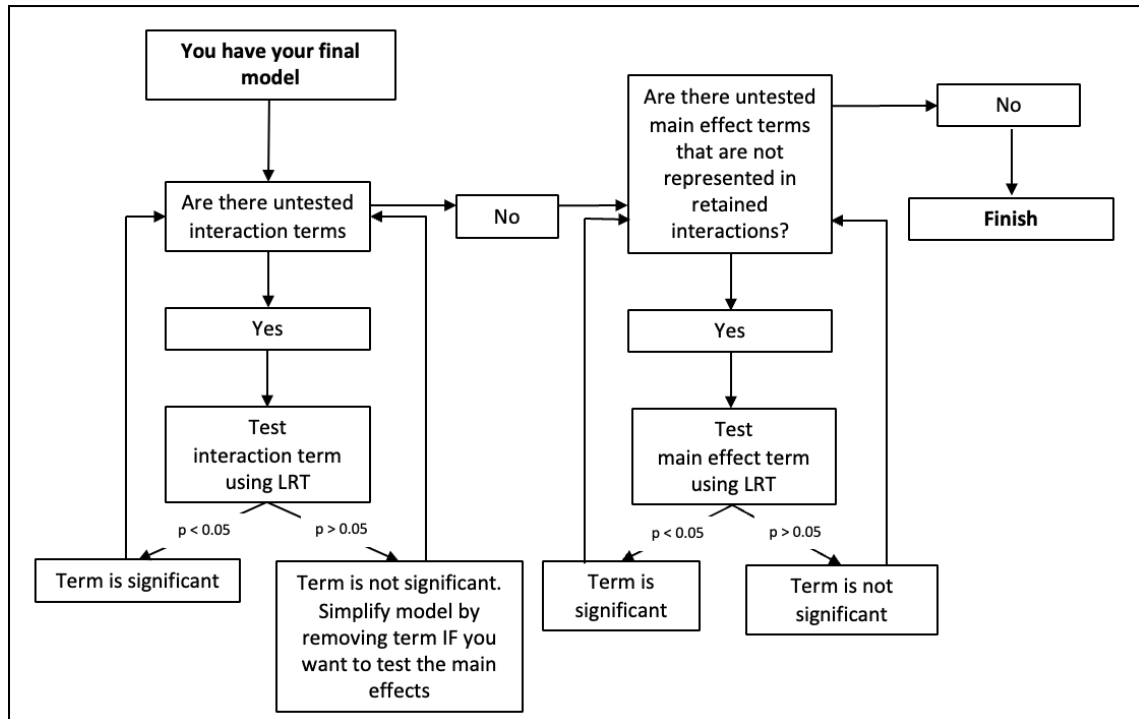 You have your final
model
Are there untested
interaction terms
No
Yes
Test
interaction term
using LRT
p < 0.05
p > 0.05
Term is significant
Term is not significant.
Simplify model by
removing term IF you
want to test the main
effects
Are there untested
main effect terms
that are not
represented in
retained
interactions?
No
Finish
Yes
Test
main effect term
using LRT
p < 0.05
p > 0.05
Term is
significant
Term is not
significant